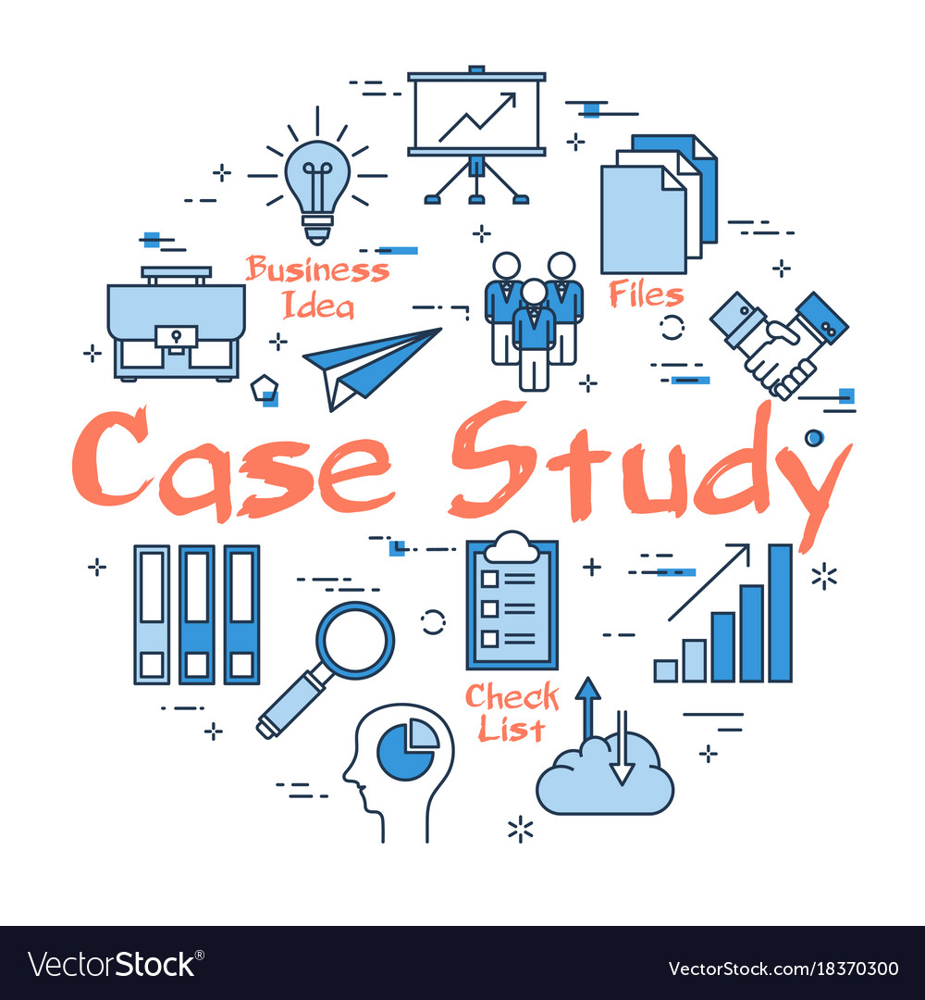 Business
Idea
Files
Case Study
Check
List
VectorStock®
VectorStock.com/18370300